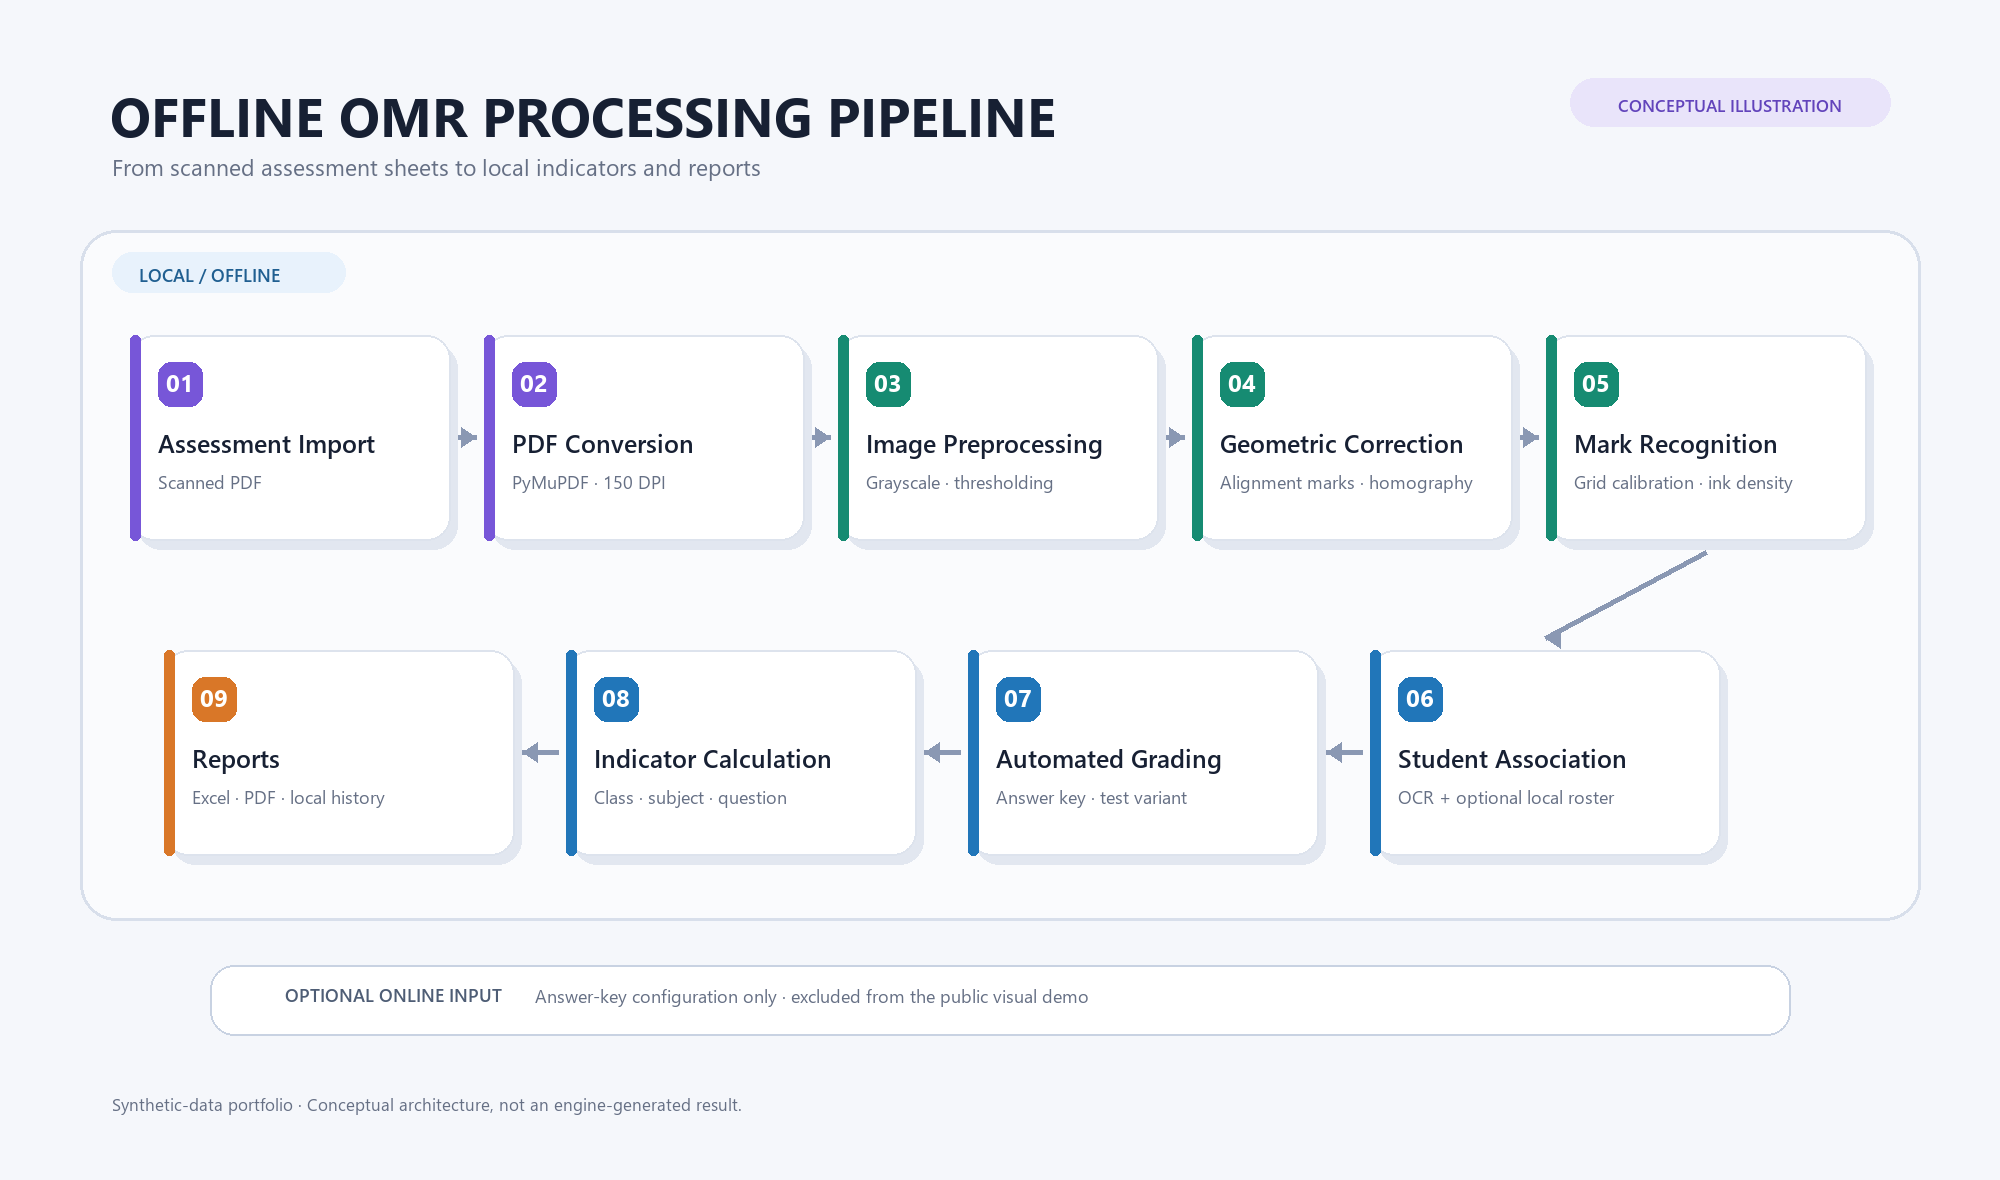 OFFLINE OMR PROCESSING PIPELINE
CONCEPTUAL ILLUSTRATION
From scanned assessment sheets to local indicators and reports
LOCAL / OFFLINE
01
Assessment Import
Scanned PDF
02
PDF Conversion
PyMuPDF · 150 DPI
03
Image Preprocessing
Grayscale · thresholding
04
Geometric Correction
Alignment marks · homography
05
Mark Recognition
Grid calibration · ink density
06
Student Association
OCR + optional local roster
07
Automated Grading
Answer key · test variant
08
Indicator Calculation
Class · subject · question
09
Reports
Excel · PDF · local history
OPTIONAL ONLINE INPUT Answer-key configuration only · excluded from the public visual demo
Synthetic-data portfolio · Conceptual architecture, not an engine-generated result.